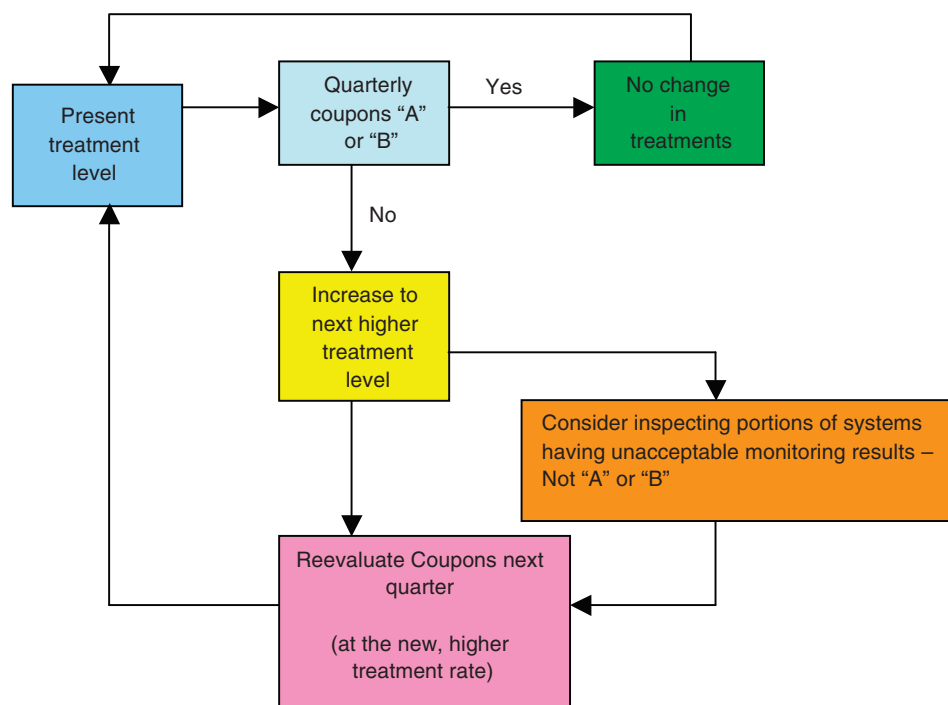 Present
treatment
level
Quarterly
coupons “A”
or “B”
Yes
No change
in
treatments
No
Increase to
next higher
treatment
level
Consider inspecting portions of systems
having unacceptable monitoring results –
Not “A” or “B”
Reevaluate Coupons next
quarter
(at the new, higher
treatment rate)